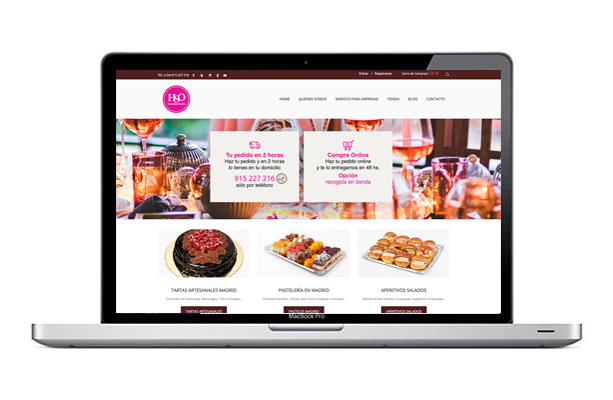 TEL: (+34) 915 227 216
Entrar / Registrarse
Carro de Compras
H&O
HOME QUIENES SOMOS SERVICIO PARA EMPRESAS TIENDA BLOG CONTACTO
Tu pedido en 2 horas
Haz tu pedido y en 2 horas
lo tienes en tu domicilio
915 227 216
sólo por teléfono
Compra Online
Haz tu pedido online
y te lo entregamos en 48 hs.
Opción
recogida en tienda
TARTAS ARTESANALES MADRID
TARTAS ARTESANALES
PASTELERÍA EN MADRID
PASTELES MADRID
APERITIVOS SALADOS
APERITIVOS SALADOS
MacBook Pro